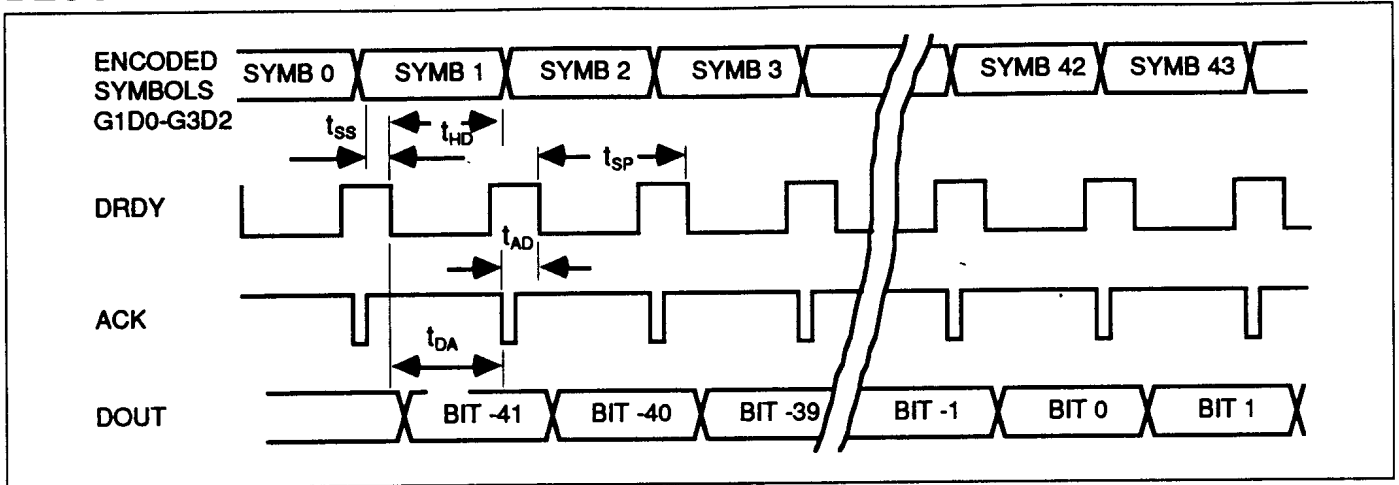 ENCODED
SYMBOLS
G1D0-G3D2
SYMB 0 SYMB 1 SYMB 2 SYMB 3 SYMB 42 SYMB 43
tSS tHD tSP
DRDY
tAD
ACK
tDA
DOUT
BIT -41 BIT -40 BIT -39 BIT -1 BIT 0 BIT 1